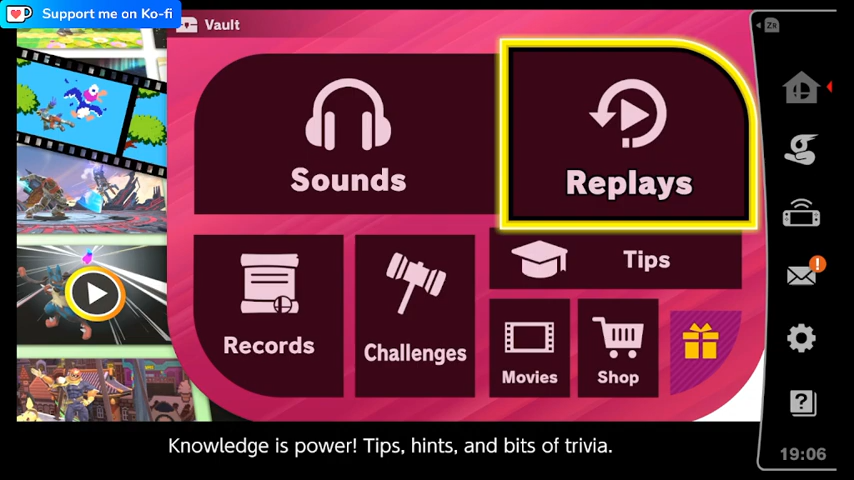 Support me on Ko-fi
Vault
ZR
Sounds
Replays
Tips
Records
Challenges
Movies
Shop
Knowledge is power! Tips, hints, and bits of trivia.
19:06